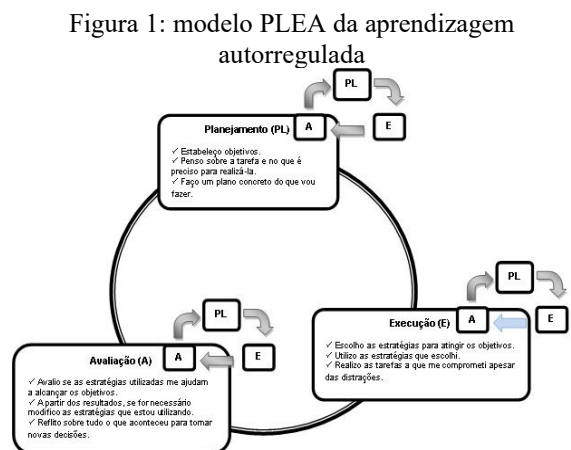 Figura 1: modelo PLEA da aprendizagem
autorregulada
PL
A
E
Planejamento (PL)
✓ Estabeleço objetivos.
✓ Penso sobre a tarefa e no que é
preciso para realizá-la.
✓ Faço um plano concreto do que vou
fazer.
PL
A
E
Execução (E)
✓ Escolho as estratégias para atingir os objetivos.
✓ Utilizo as estratégias que escolhi.
✓ Realizo as tarefas a que me comprometi apesar
das distrações.
PL
A
E
Avaliação (A)
✓ Avalio se as estratégias utilizadas me ajudam
a alcançar os objetivos.
✓ A partir dos resultados, se for necessário
modifico as estratégias que estou utilizando.
✓ Reflito sobre tudo o que aconteceu para tomar
novas decisões.